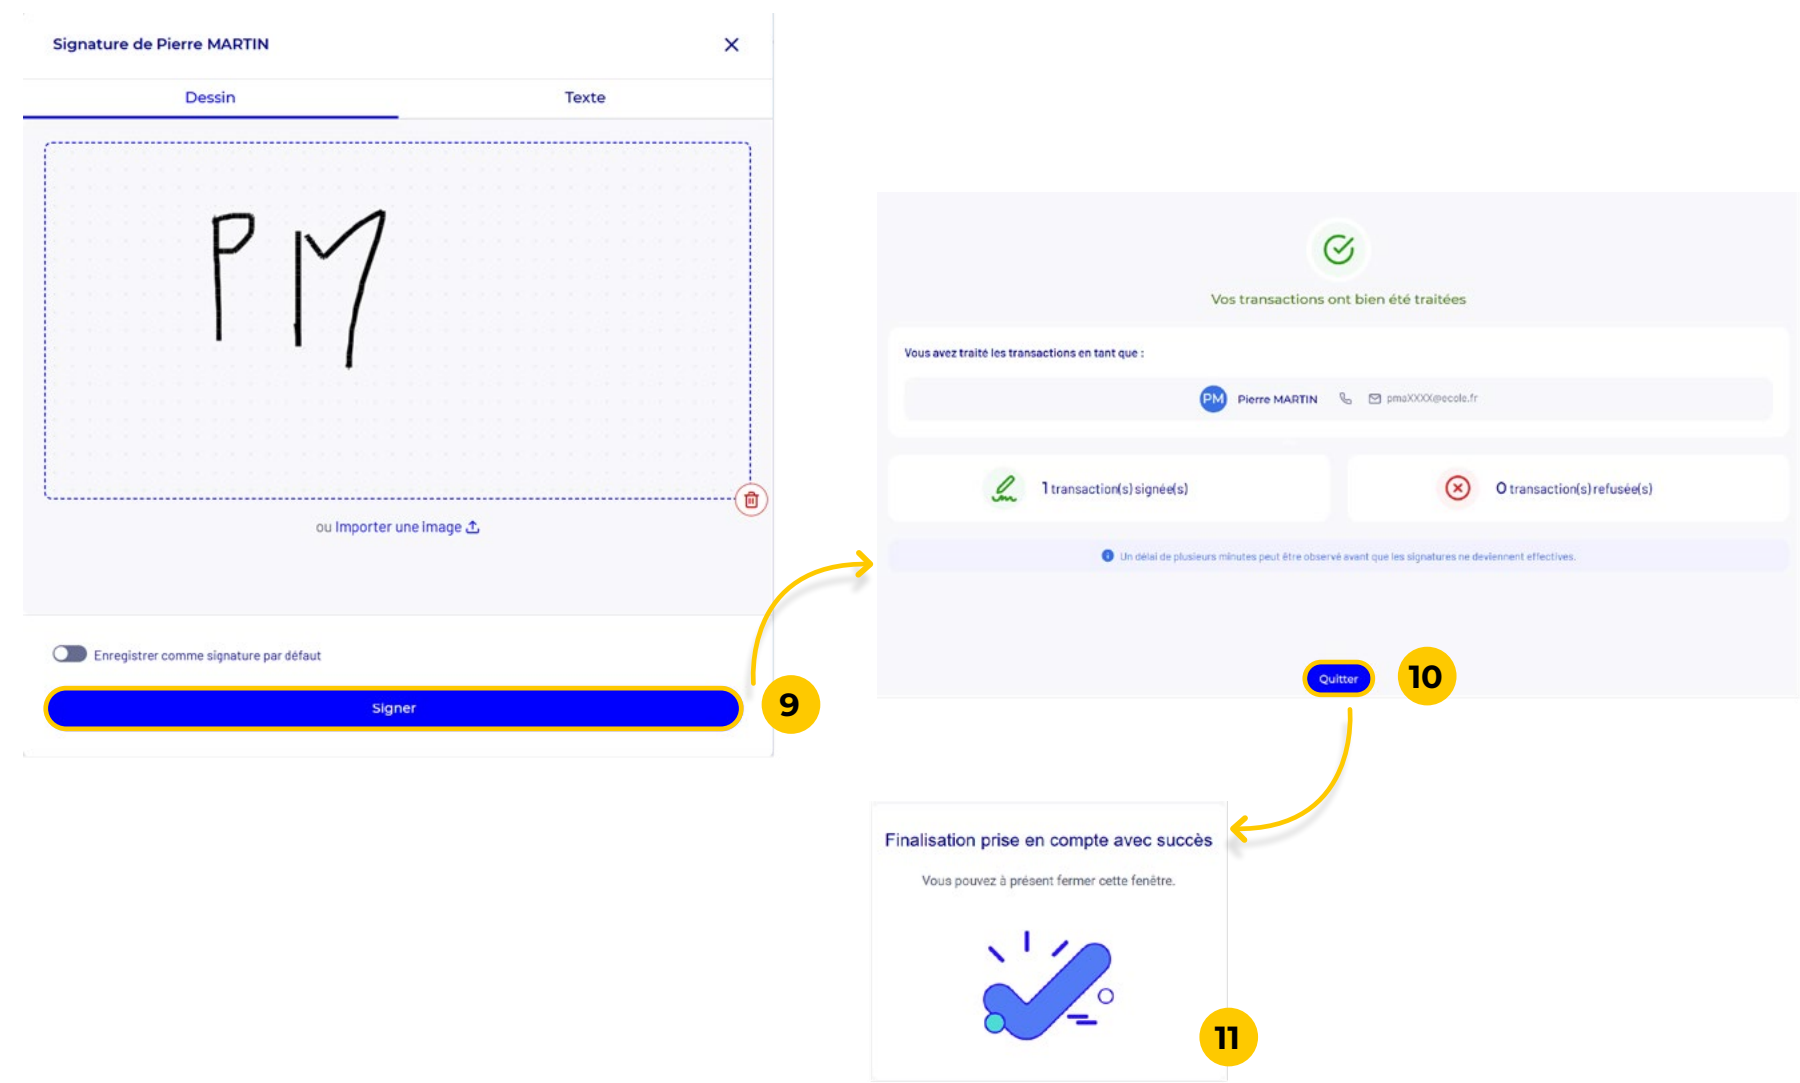 Signature de Pierre MARTIN
Dessin
Texte
PM
ou Importer une image
Enregistrer comme signature par défaut
Signer
9
Vos transactions ont bien été traitées
Vous avez traité les transactions en tant que :
PM Pierre MARTIN pmaXXXX@ecole.fr
1 transaction(s) signée(s)
0 transaction(s) refusée(s)
Un délai de plusieurs minutes peut être observé avant que les signatures ne deviennent effectives.
Quitter
10
Finalisation prise en compte avec succès
Vous pouvez à présent fermer cette fenêtre.
11